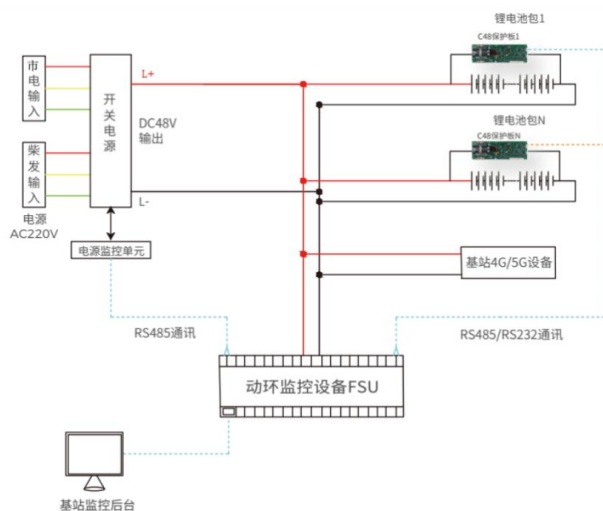 锂电池包1
C48保护板1
市电输入
L+
开关电源
DC48V
输出
锂电池包N
C48保护板N
柴发输入
L-
电源
AC220V
电源监控单元
基站4G/5G设备
RS485通讯
RS485/RS232通讯
动环监控设备FSU
基站监控后台